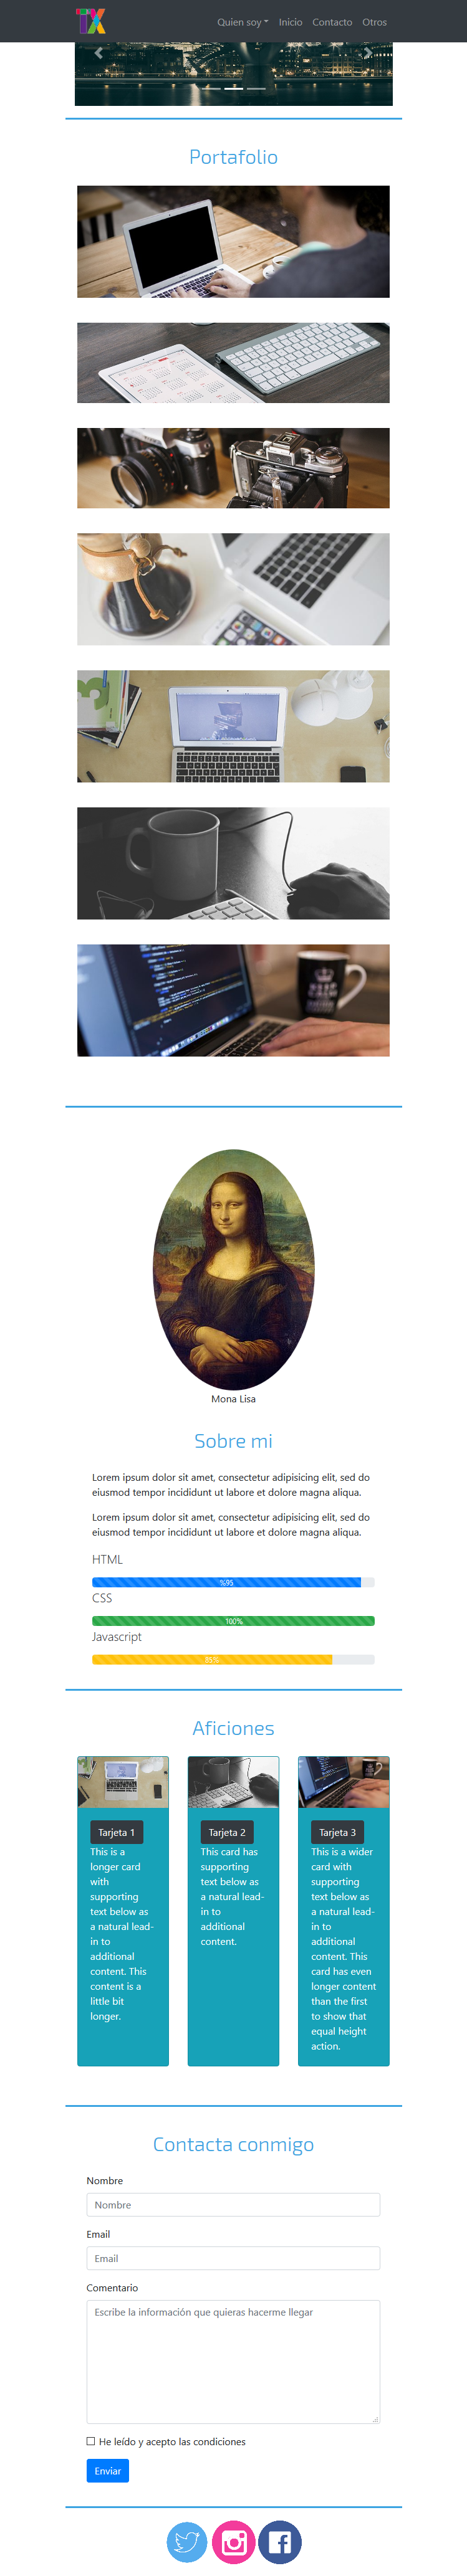 TX
Quien soy
Inicio
Contacto
Otros
Portafolio
Mona Lisa
Sobre mi
Lorem ipsum dolor sit amet, consectetur adipisicing elit, sed do
eiusmod tempor incididunt ut labore et dolore magna aliqua.
Lorem ipsum dolor sit amet, consectetur adipisicing elit, sed do
eiusmod tempor incididunt ut labore et dolore magna aliqua.
HTML
%95
CSS
100%
Javascript
85%
Aficiones
Tarjeta 1
This is a
longer card
with
supporting
text below as
a natural lead-
in to
additional
content. This
content is a
little bit
longer.
Tarjeta 2
This card has
supporting
text below as
a natural lead-
in to
additional
content.
Tarjeta 3
This is a wider
card with
supporting
text below as
a natural lead-
in to
additional
content. This
card has even
longer content
than the first
to show that
equal height
action.
Contacta conmigo
Nombre
Nombre
Email
Email
Comentario
Escribe la información que quieras hacerme llegar
He leído y acepto las condiciones
Enviar